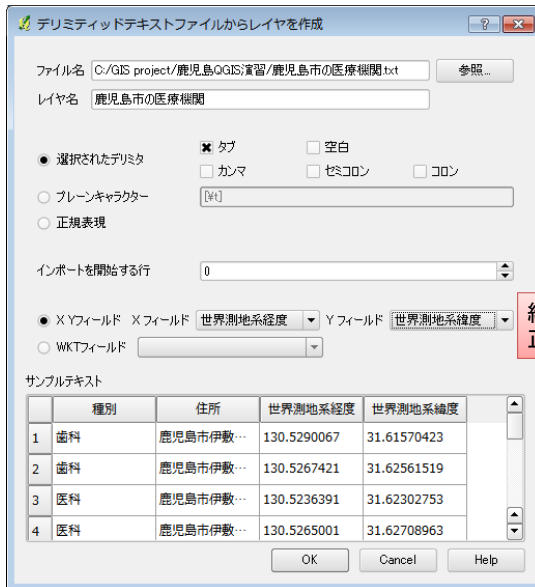 デリミティッドテキストファイルからレイヤを作成
ファイル名 C:/GIS project/鹿児島QGIS演習/鹿児島市の医療機関.txt 参照...
レイヤ名 鹿児島市の医療機関
選択されたデリミタ
タブ 空白
カンマ セミコロン コロン
プレーンキャラクター [¥t]
正規表現
インポートを開始する行 0
X Yフィールド X フィールド 世界測地系経度 Y フィールド 世界測地系緯度
WKTフィールド
サンプルテキスト
種別 住所 世界測地系経度 世界測地系緯度
1 歯科 鹿児島市伊敷… 130.5290067 31.61570423
2 歯科 鹿児島市伊敷… 130.5267421 31.62561519
3 医科 鹿児島市伊敷… 130.5236391 31.62302753
4 医科 鹿児島市伊敷… 130.5265001 31.62708963
OK Cancel Help